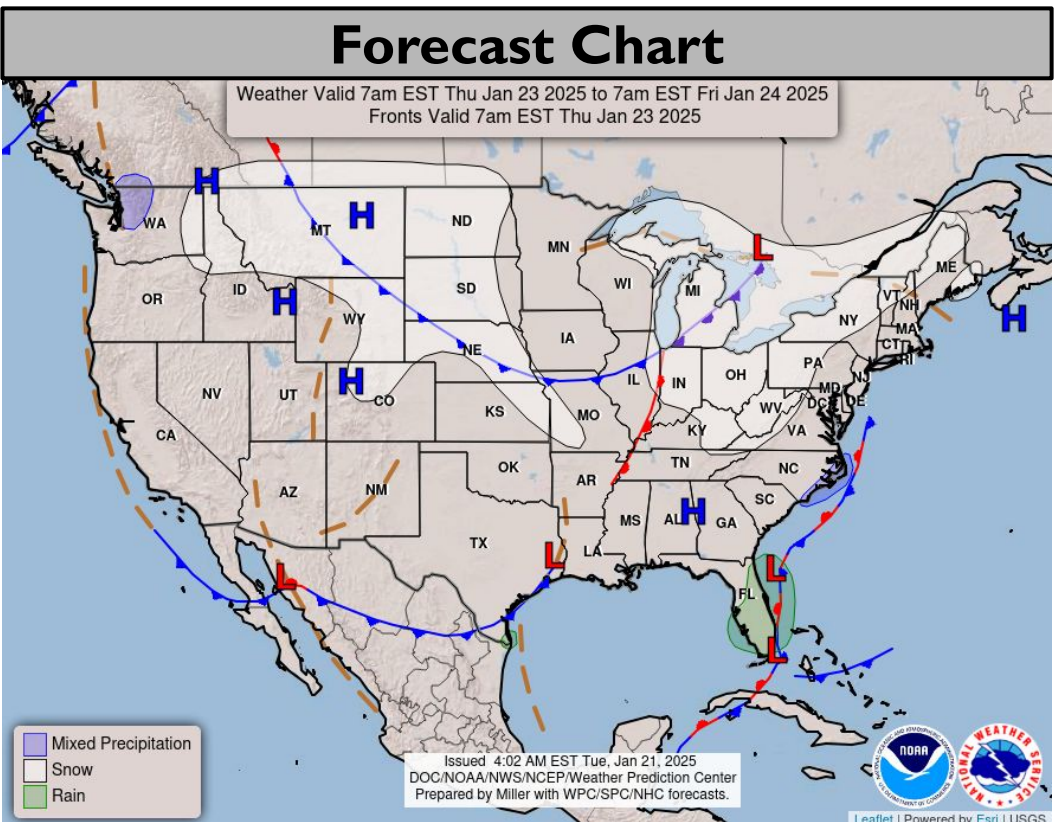 Forecast Chart
Weather Valid 7am EST Thu Jan 23 2025 to 7am EST Fri Jan 24 2025
Fronts Valid 7am EST Thu Jan 23 2025
H
H
H
H
H
H
L
L
L
L
L
WA
MT
ND
MN
ME
OR
ID
SD
WI
MI
VT
NH
WY
NY
MA
CT
RI
NE
IA
PA
NJ
NV
UT
CO
IL
IN
OH
MD
DE
DC
WV
VA
CA
KS
MO
KY
AZ
NM
OK
AR
TN
NC
SC
MS
AL
GA
TX
LA
FL
Mixed Precipitation
Snow
Rain
Issued 4:02 AM EST Tue, Jan 21, 2025
DOC/NOAA/NWS/NCEP/Weather Prediction Center
Prepared by Miller with WPC/SPC/NHC forecasts.
NOAA
NATIONAL WEATHER SERVICE
Leaflet | Powered by Esri | USGS